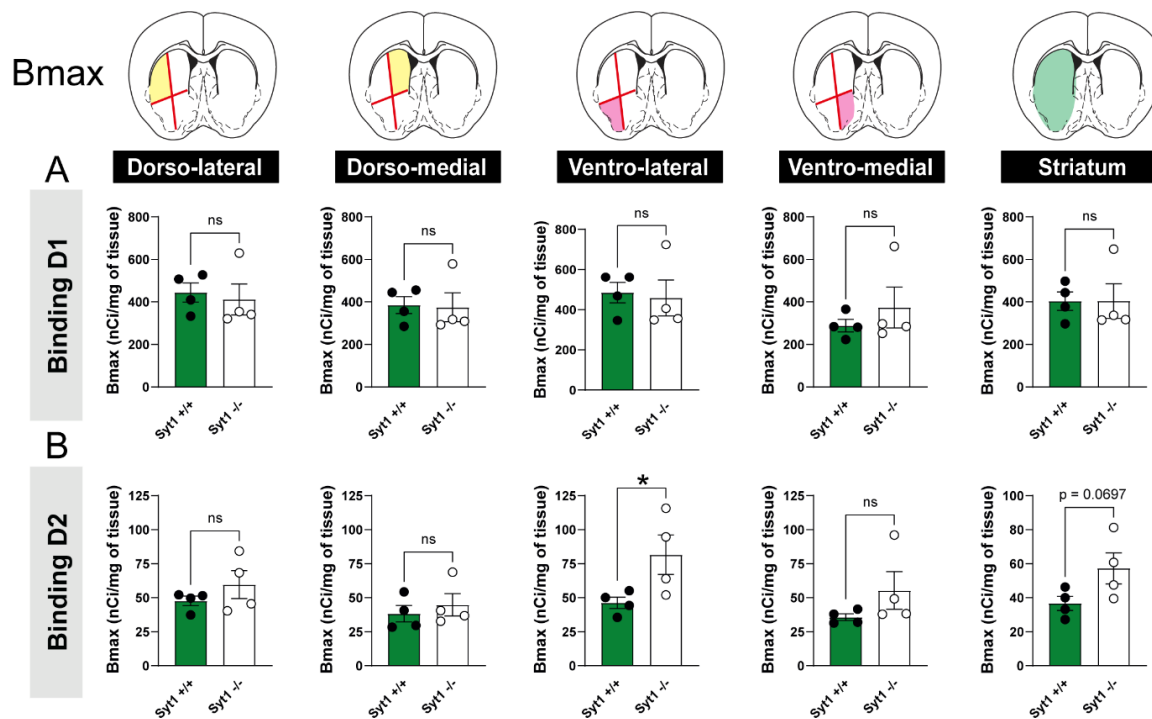 Bmax
Dorso-lateral
Dorso-medial
Ventro-lateral
Ventro-medial
Striatum
A
Binding D1
Bmax (nCi/mg of tissue)
800
600
400
200
0
ns
Syt1 +/+
Syt1 -/-
Bmax (nCi/mg of tissue)
800
600
400
200
0
ns
Syt1 +/+
Syt1 -/-
Bmax (nCi/mg of tissue)
800
600
400
200
0
ns
Syt1 +/+
Syt1 -/-
Bmax (nCi/mg of tissue)
800
600
400
200
0
ns
Syt1 +/+
Syt1 -/-
Bmax (nCi/mg of tissue)
800
600
400
200
0
ns
Syt1 +/+
Syt1 -/-
B
Binding D2
Bmax (nCi/mg of tissue)
125
100
75
50
25
0
ns
Syt1 +/+
Syt1 -/-
Bmax (nCi/mg of tissue)
125
100
75
50
25
0
ns
Syt1 +/+
Syt1 -/-
Bmax (nCi/mg of tissue)
125
100
75
50
25
0
*
Syt1 +/+
Syt1 -/-
Bmax (nCi/mg of tissue)
125
100
75
50
25
0
ns
Syt1 +/+
Syt1 -/-
Bmax (nCi/mg of tissue)
100
80
60
40
20
0
p = 0.0697
Syt1 +/+
Syt1 -/-